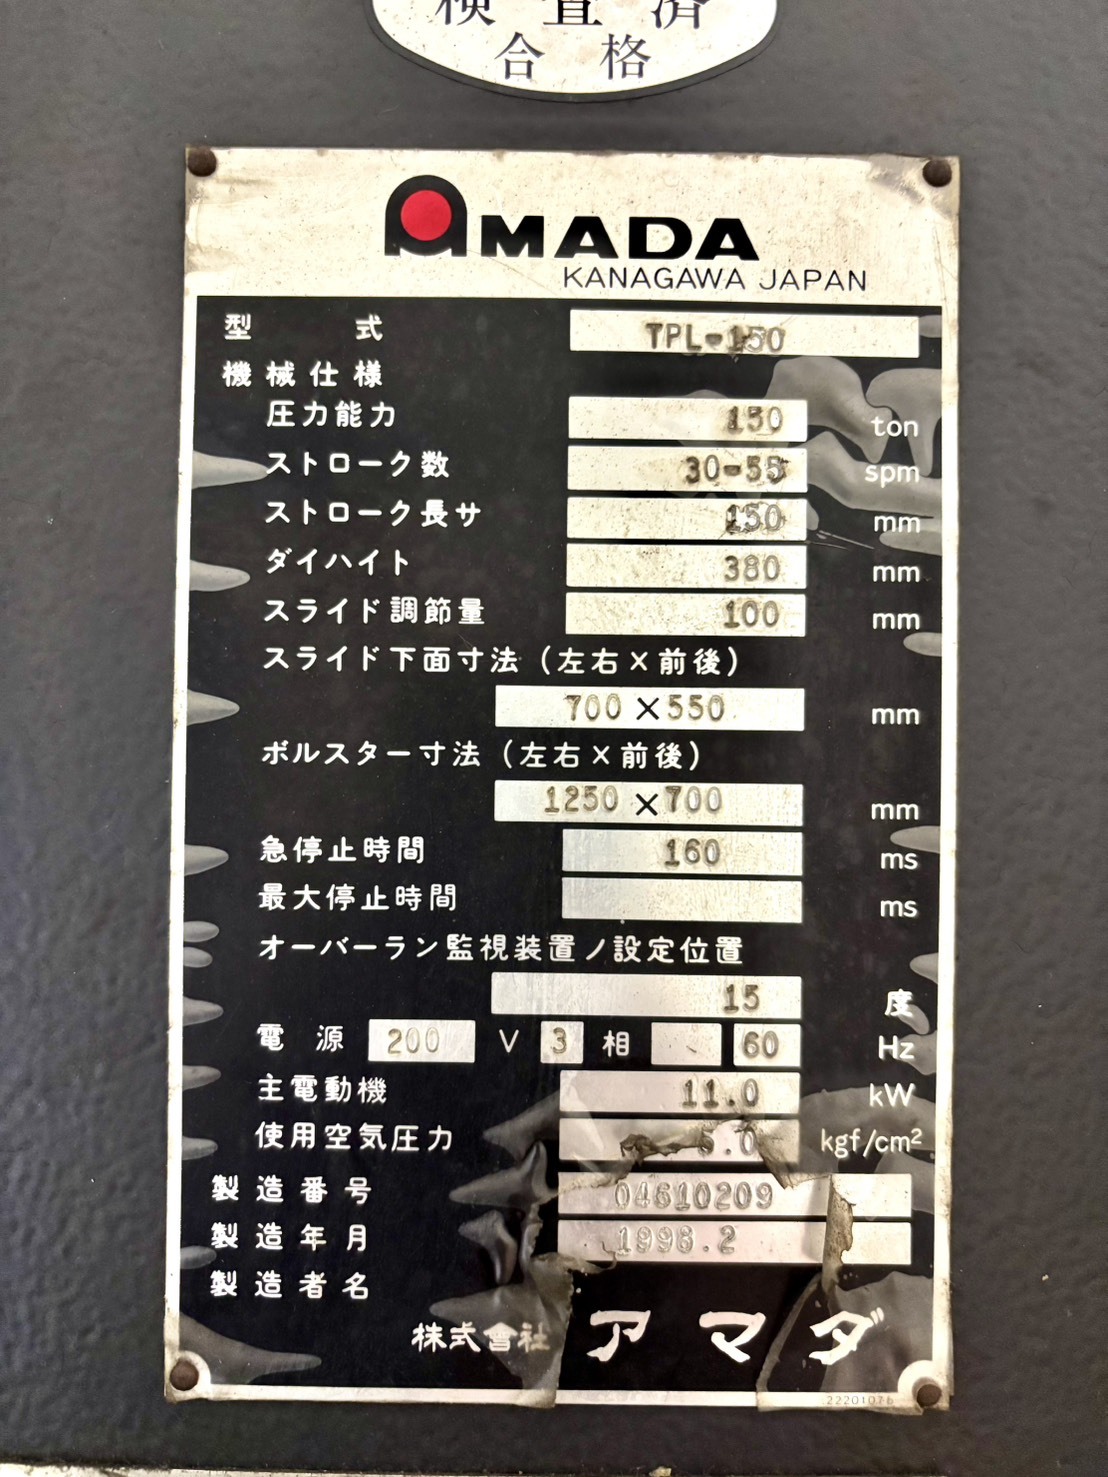 検査済
合格
AMADA
KANAGAWA JAPAN
型式 TPL-150
機械仕様
圧力能力 150 ton
ストローク数 30-55 spm
ストローク長サ 150 mm
ダイハイト 380 mm
スライド調節量 100 mm
スライド下面寸法（左右×前後）
700×550 mm
ボルスター寸法（左右×前後）
1250×700 mm
急停止時間 160 ms
最大停止時間 ms
オーバーラン監視装置ノ設定位置
15 度
電源 200 V 3 相 60 Hz
主電動機 11.0 kW
使用空気圧力 5.0 kgf/cm²
製造番号 04610209
製造年月
製造者名
株式會社 アマダ
2220107b